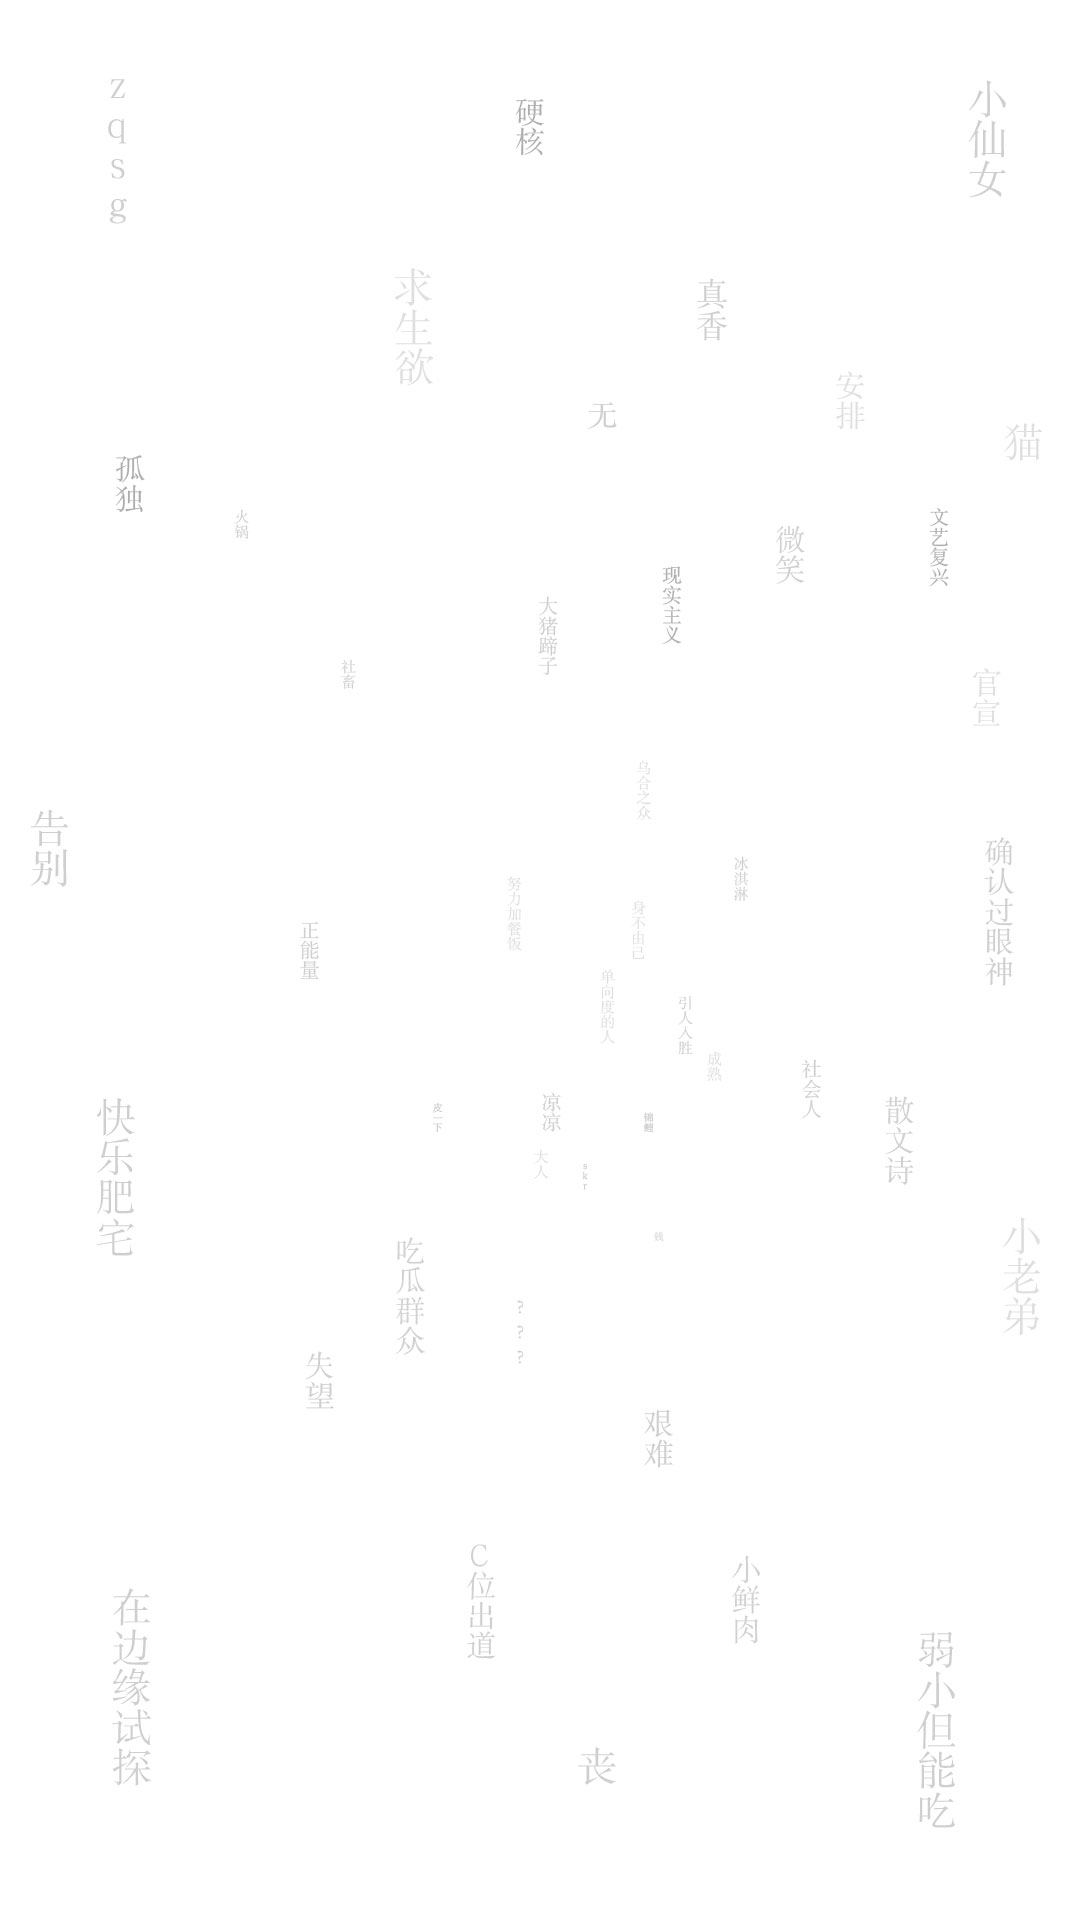 zqsg
硬核
小仙女
求生欲
真香
安排
无
猫
孤独
火锅
文艺复兴
微笑
现实主义
大猪蹄子
社畜
官宣
乌合之众
告别
确认过眼神
冰淇淋
努力加餐饭
身不由己
正能量
单向度的人
引人入胜
成熟
社会人
凉凉
快乐肥宅
散文诗
皮一下
锦鲤
大人
skr
小老弟
钱
吃瓜群众
???
失望
艰难
C位出道
小鲜肉
在边缘试探
弱小但能吃
丧